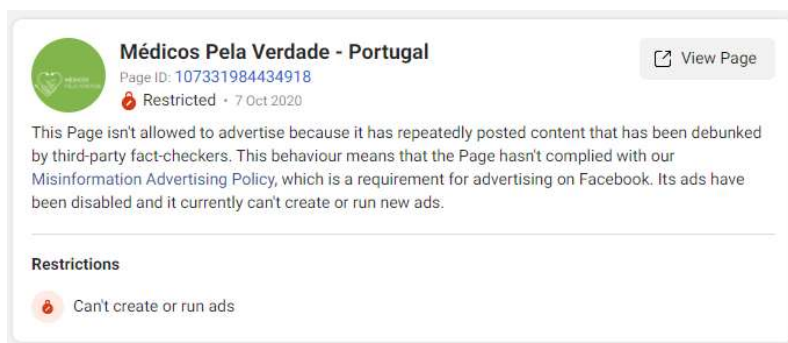 Médicos Pela Verdade - Portugal
View Page
Page ID: 107331984434918
Restricted · 7 Oct 2020
This Page isn't allowed to advertise because it has repeatedly posted content that has been debunked
by third-party fact-checkers. This behaviour means that the Page hasn't complied with our
Misinformation Advertising Policy, which is a requirement for advertising on Facebook. Its ads have
been disabled and it currently can't create or run new ads.
Restrictions
Can't create or run ads